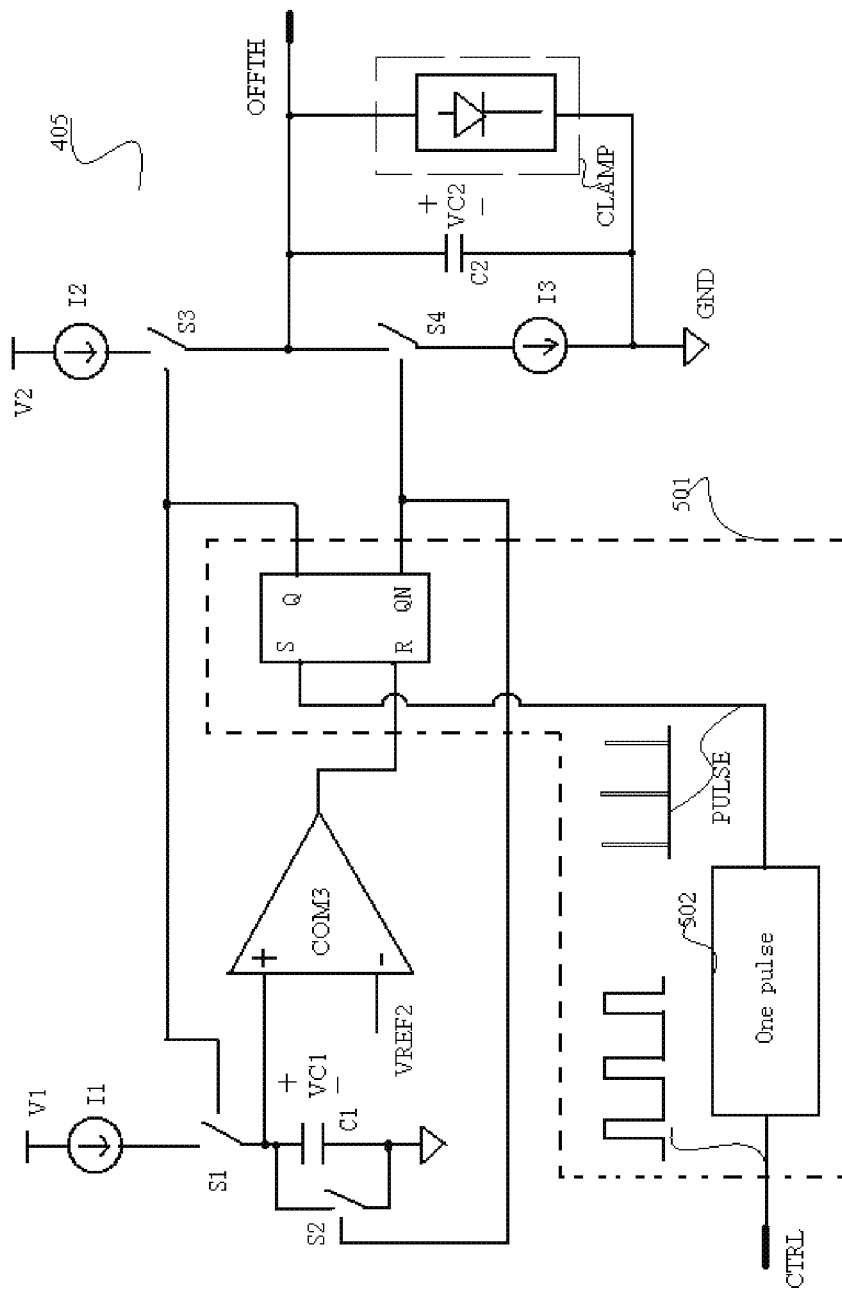 405
OFFTH
CLAMP
+
VC2
−
C2
V2
I2
S3
S4
I3
GND
501
S
Q
R
QN
COM3
+
-
VREF2
V1
I1
S1
+
VC1
−
C1
S2
PULSE
502
One pulse
CTRL